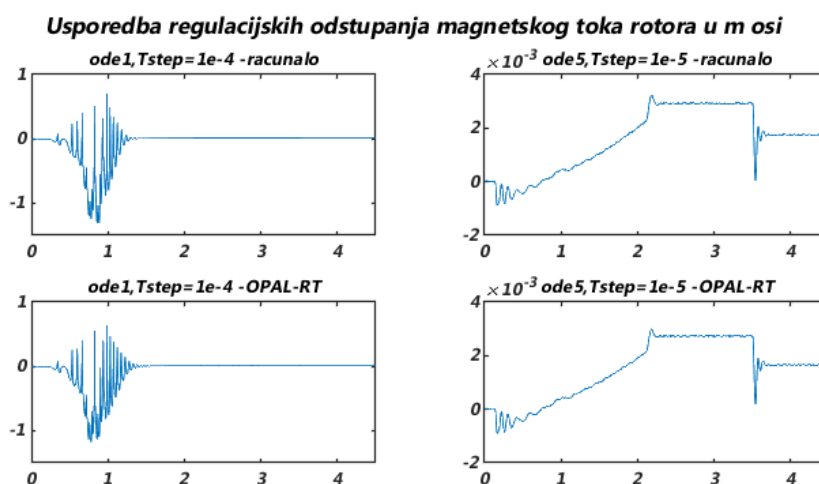 Usporedba regulacijskih odstupanja magnetskog toka rotora u m osi
ode1,Tstep=1e-4 -racunalo
1
0
-1
0 1 2 3 4
×10⁻³ ode5,Tstep=1e-5 -racunalo
4
2
0
-2
0 1 2 3 4
ode1,Tstep=1e-4 -OPAL-RT
1
0
-1
0 1 2 3 4
×10⁻³ ode5,Tstep=1e-5 -OPAL-RT
4
2
0
-2
0 1 2 3 4